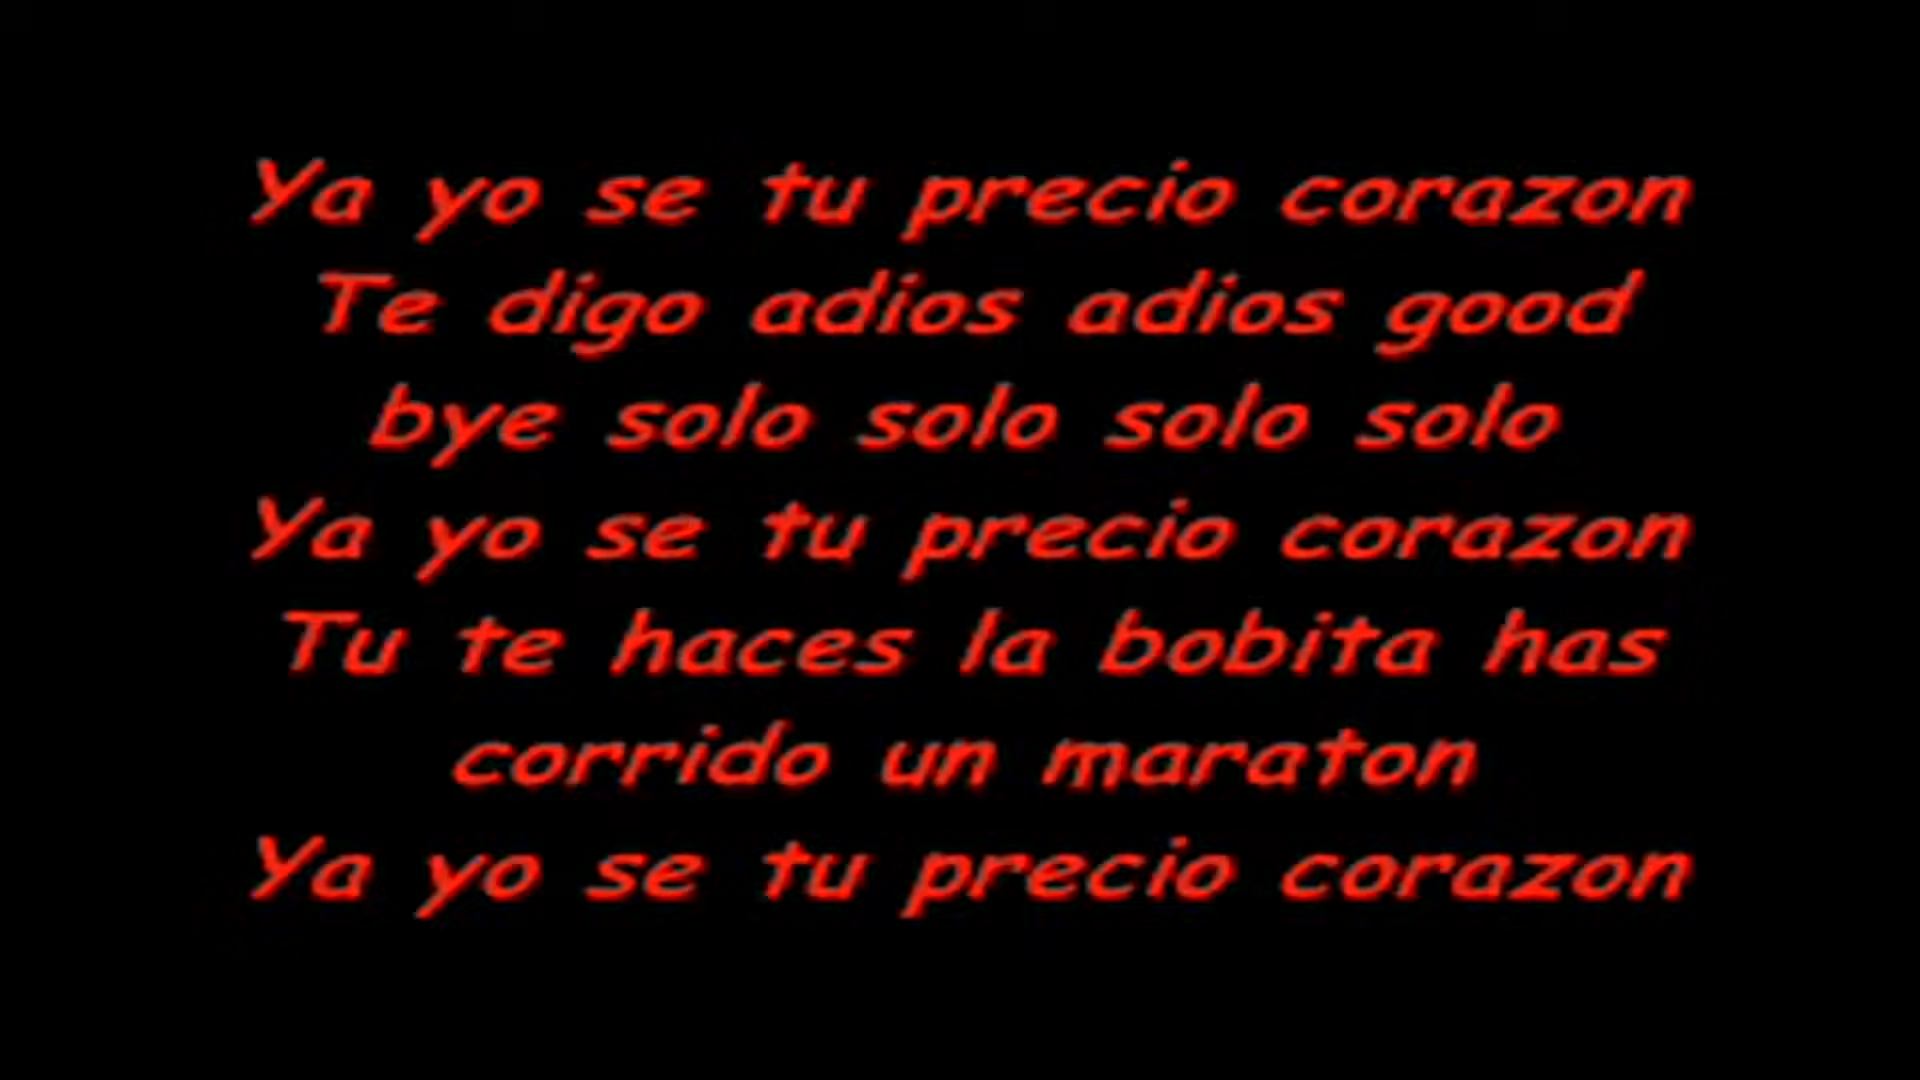 Ya yo se tu precio corazon
Te digo adios adios good
bye solo solo solo solo
Ya yo se tu precio corazon
Tu te haces la bobita has
corrido un maraton
Ya yo se tu precio corazon